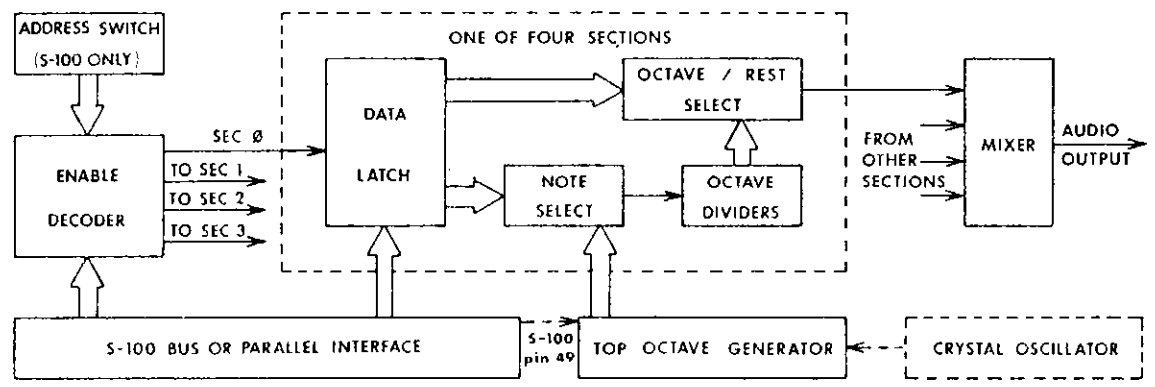 ADDRESS SWITCH
(S-100 ONLY)
ENABLE
DECODER
SEC Ø
TO SEC 1
TO SEC 2
TO SEC 3
ONE OF FOUR SECTIONS
DATA
LATCH
OCTAVE / REST
SELECT
NOTE
SELECT
OCTAVE
DIVIDERS
FROM
OTHER
SECTIONS
MIXER
AUDIO
OUTPUT
S-100 BUS OR PARALLEL INTERFACE
S-100
pin 49
TOP OCTAVE GENERATOR
CRYSTAL OSCILLATOR